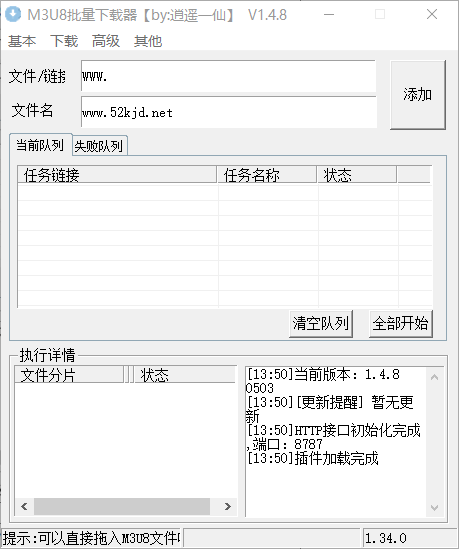 M3U8批量下载器【by:逍遥一仙】 V1.4.8
基本 下载 高级 其他
文件/链接
www.
添加
文件名
www.52kjd.net
当前队列 失败队列
任务链接 任务名称 状态
清空队列 全部开始
执行详情
文件分片 状态
[13:50]当前版本：1.4.8
0503
[13:50][更新提醒] 暂无更
新
[13:50]HTTP接口初始化完成
,端口：8787
[13:50]插件加载完成
提示:可以直接拖入M3U8文件
1.34.0